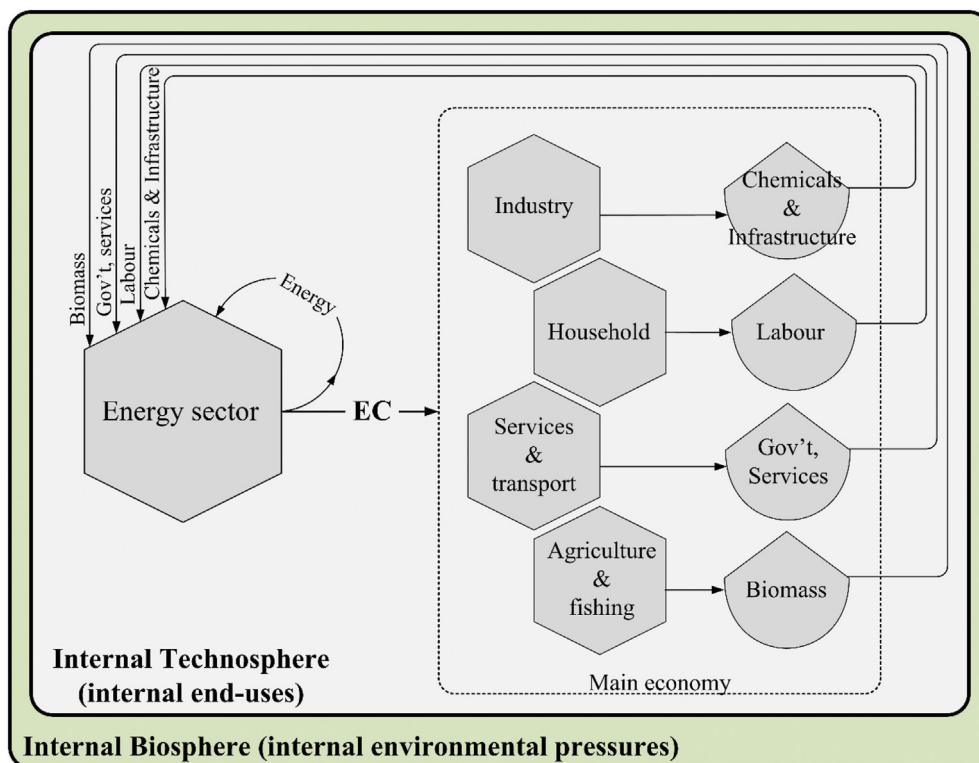 Biomass
Gov't, services
Labour
Chemicals & Infrastructure
Energy
Energy sector
EC
Industry
Chemicals
&
Infrastructure
Household
Labour
Services
&
transport
Gov't,
Services
Agriculture
&
fishing
Biomass
Main economy
Internal Technosphere
(internal end-uses)
Internal Biosphere (internal environmental pressures)